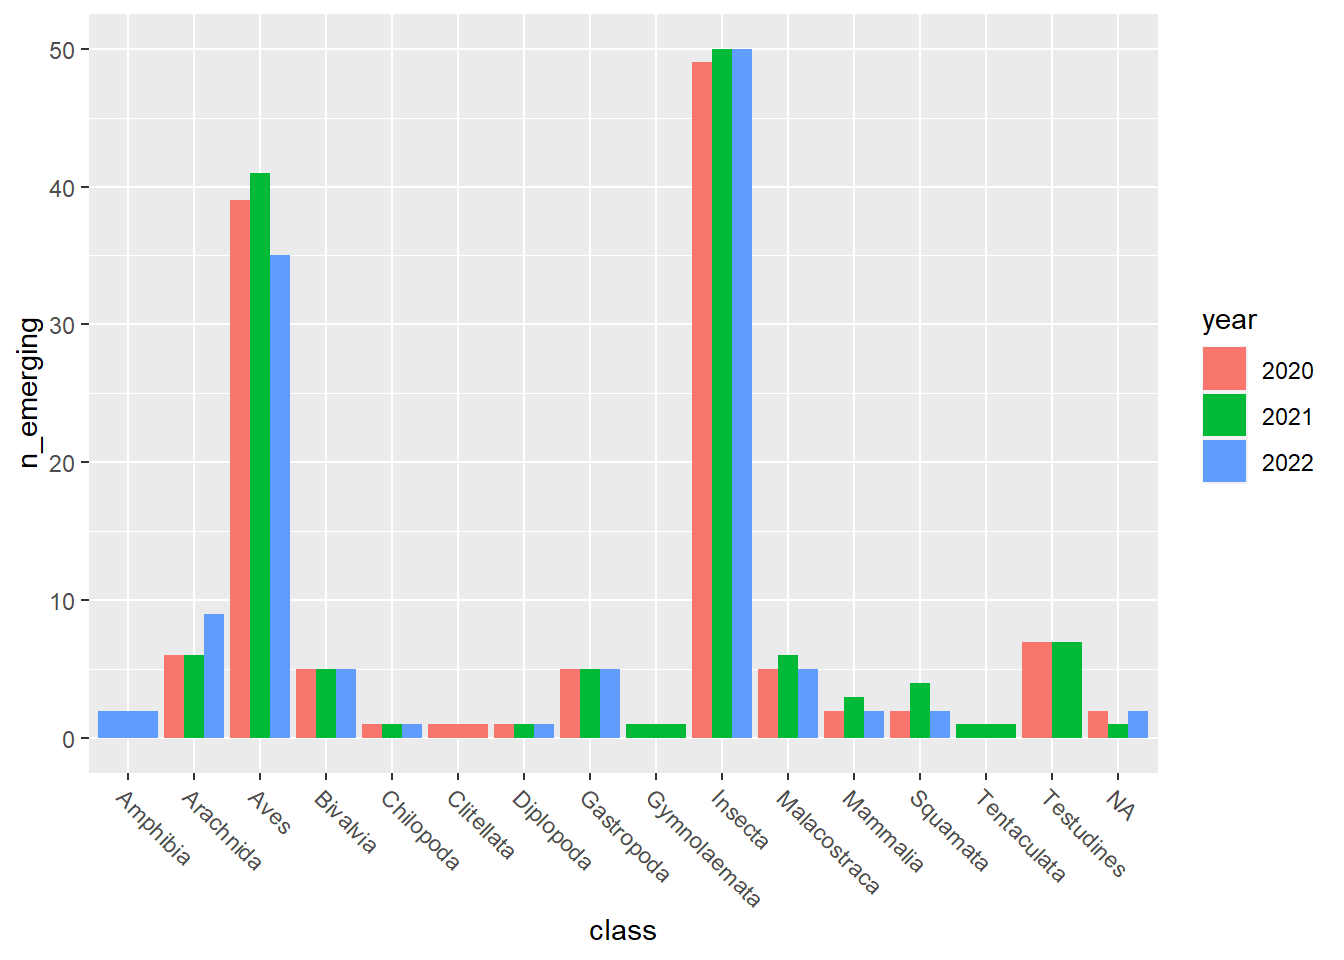 50
40
30
20
10
0
n_emerging
Amphibia
Arachnida
Aves
Bivalvia
Chilopoda
Clitellata
Diplopoda
Gastropoda
Gymnolaemata
Insecta
Malacostraca
Mammalia
Squamata
Tentaculata
Testudines
NA
class
year
2020
2021
2022